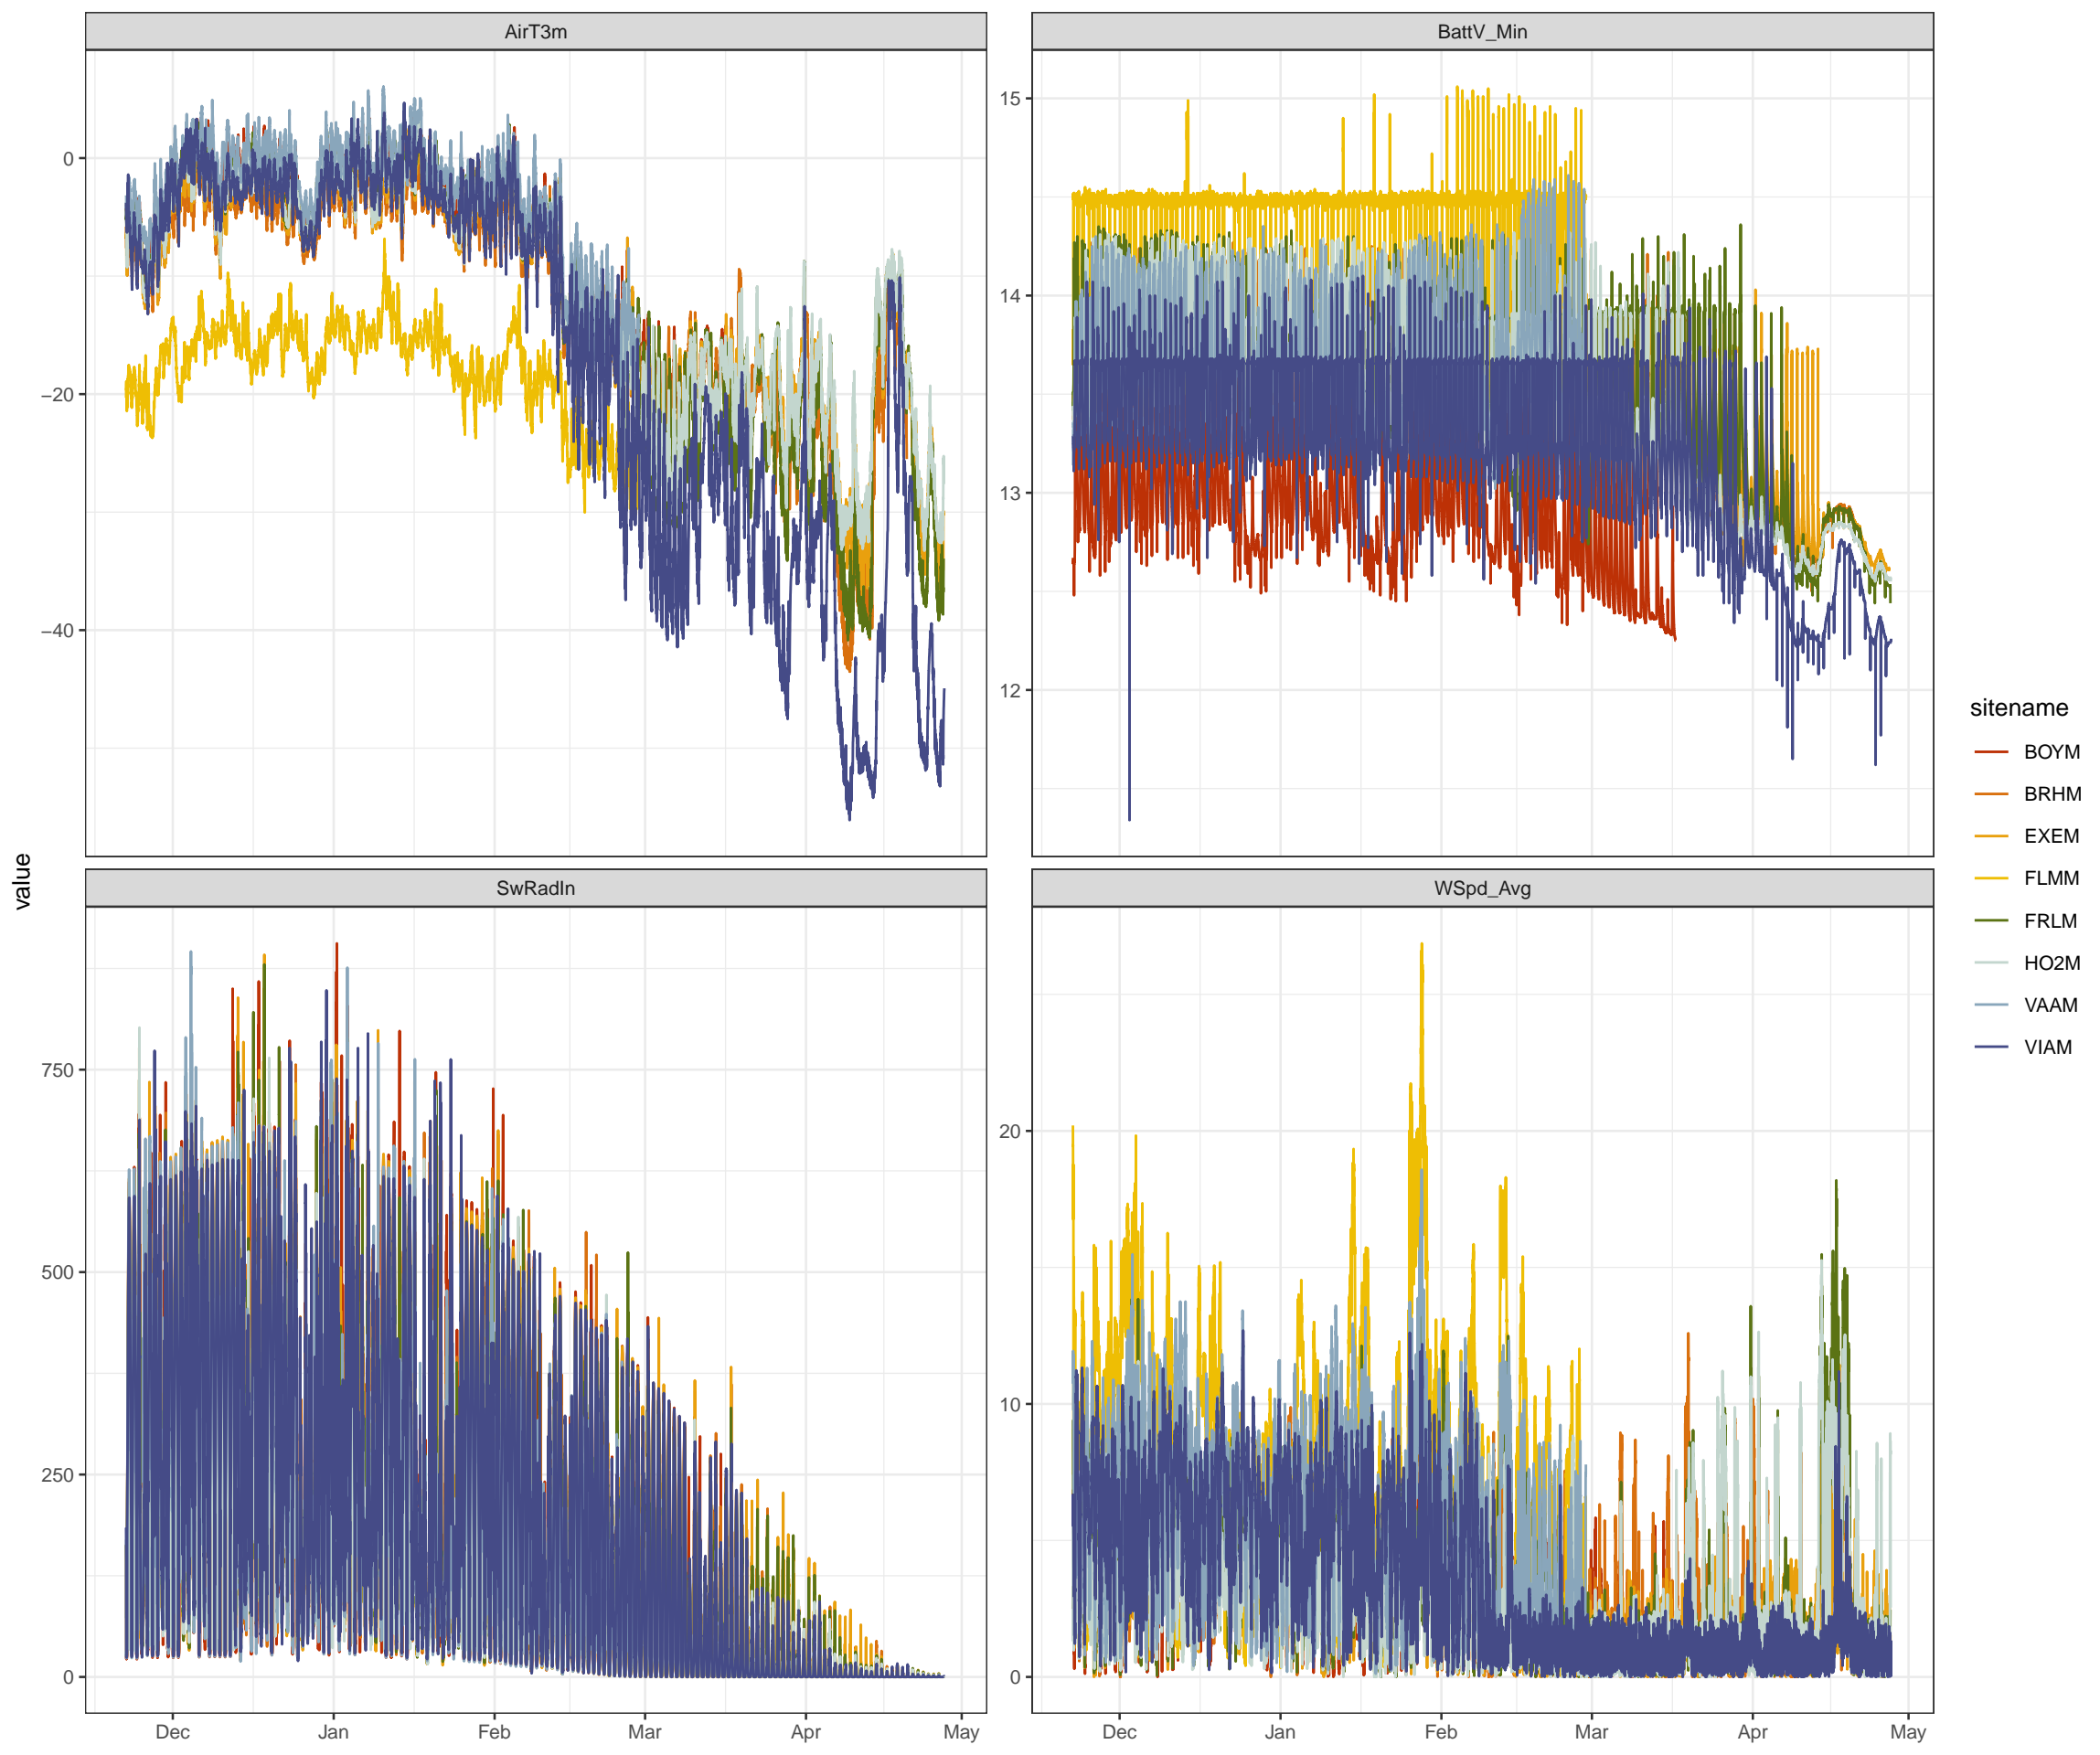 AirT3m
BattV_Min
0
−20
−40
15
14
13
12
SwRadIn
WSpd_Avg
750
500
250
0
20
10
0
Dec Jan Feb Mar Apr May
Dec Jan Feb Mar Apr May
value
sitename
BOYM
BRHM
EXEM
FLMM
FRLM
HO2M
VAAM
VIAM